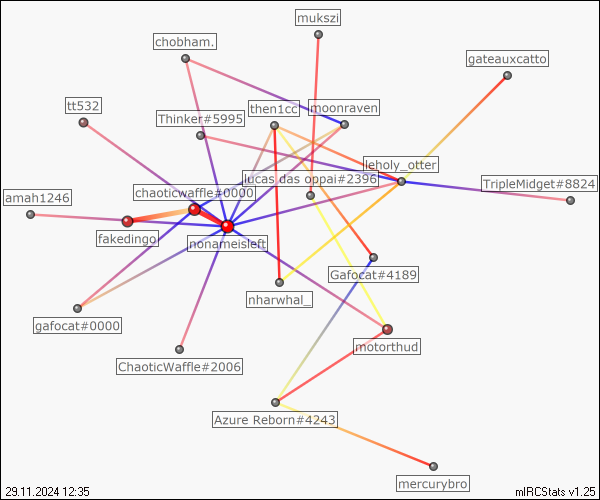 mukszi
chobham.
gateauxcatto
tt532
then1cc
moonraven
Thinker#5995
leholy_otter
lucas das oppai#2396
TripleMidget#8824
chaoticwaffle#0000
amah1246
fakedingo
nonameisleft
Gafocat#4189
nharwhal_
gafocat#0000
motorthud
ChaoticWaffle#2006
Azure Reborn#4243
mercurybro
29.11.2024 12:35
mIRCStats v1.25